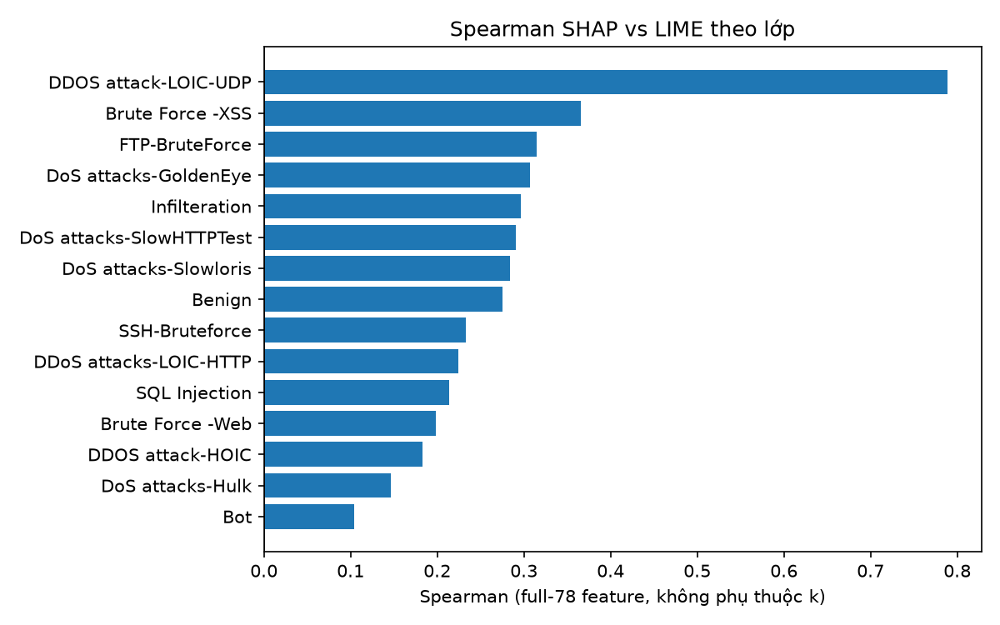 Spearman SHAP vs LIME theo lớp
DDOS attack-LOIC-UDP
Brute Force -XSS
FTP-BruteForce
DoS attacks-GoldenEye
Infilteration
DoS attacks-SlowHTTPTest
DoS attacks-Slowloris
Benign
SSH-Bruteforce
DDoS attacks-LOIC-HTTP
SQL Injection
Brute Force -Web
DDOS attack-HOIC
DoS attacks-Hulk
Bot
0.0 0.1 0.2 0.3 0.4 0.5 0.6 0.7 0.8
Spearman (full-78 feature, không phụ thuộc k)